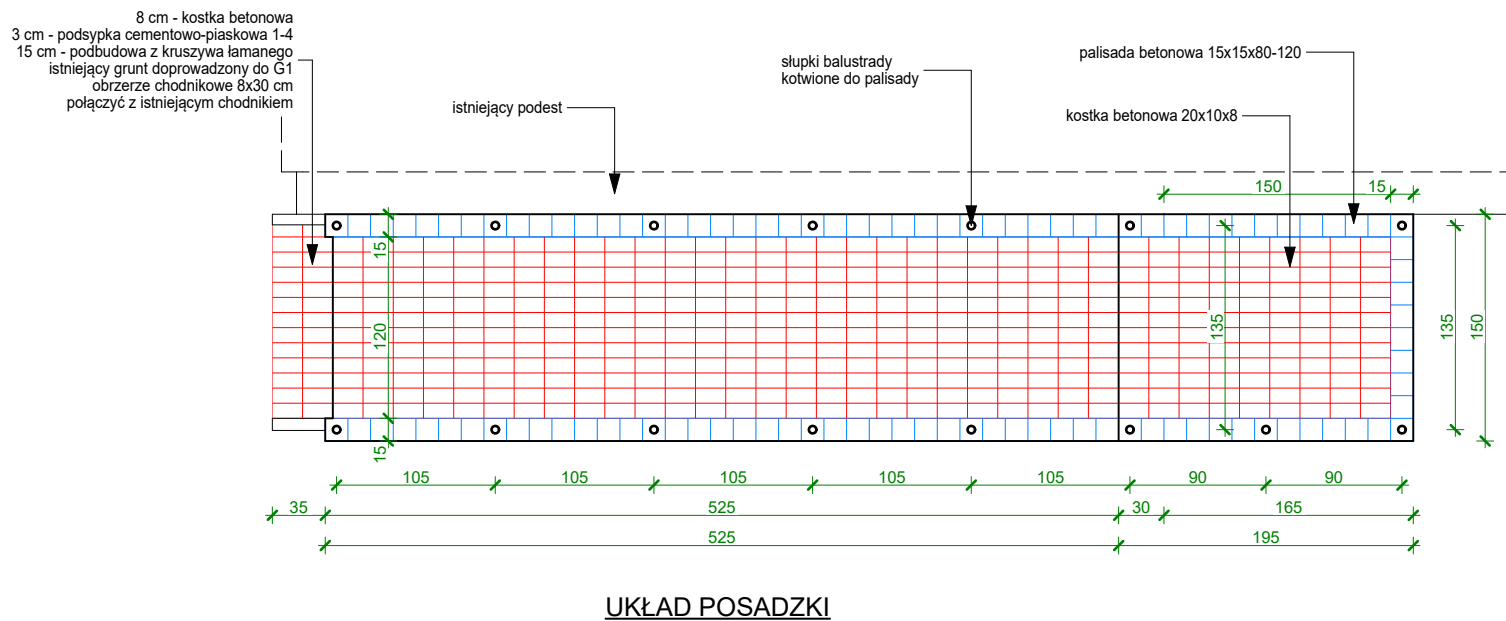 8 cm - kostka betonowa
3 cm - podsypka cementowo-piaskowa 1-4
15 cm - podbudowa z kruszywa łamanego
istniejący grunt doprowadzony do G1
obrzerze chodnikowe 8x30 cm
połączyć z istniejącym chodnikiem
istniejący podest
słupki balustrady
kotwione do palisady
palisada betonowa 15x15x80-120
kostka betonowa 20x10x8
150
15
15
120
15
135
135
150
105
105
105
105
105
90
90
35
525
30
165
525
195
UKŁAD POSADZKI